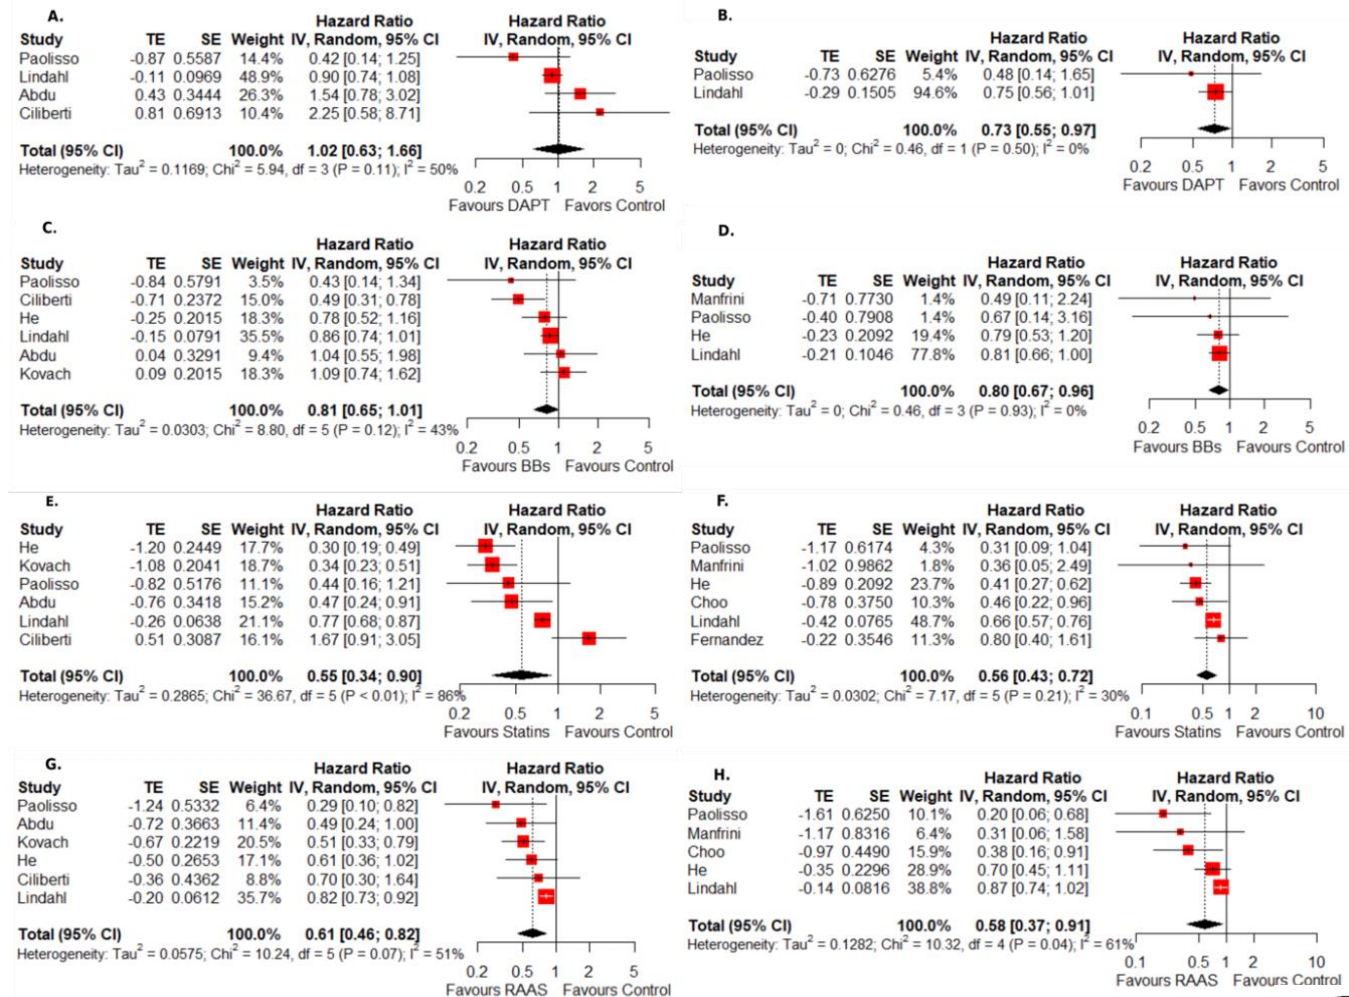 A.
Hazard Ratio Hazard Ratio
Study TE SE Weight IV, Random, 95% CI IV, Random, 95% CI
Paolisso -0.87 0.5587 14.4% 0.42 [0.14; 1.25]
Lindahl -0.11 0.0969 48.9% 0.90 [0.74; 1.08]
Abdu 0.43 0.3444 26.3% 1.54 [0.78; 3.02]
Ciliberti 0.81 0.6913 10.4% 2.25 [0.58; 8.71]
Total (95% CI) 100.0% 1.02 [0.63; 1.66]
Heterogeneity: Tau² = 0.1169; Chi² = 5.94, df = 3 (P = 0.11); I² = 50%
0.2 0.5 1 2 5
Favours DAPT Favors Control
B.
Hazard Ratio Hazard Ratio
Study TE SE Weight IV, Random, 95% CI IV, Random, 95% CI
Paolisso -0.73 0.6276 5.4% 0.48 [0.14; 1.65]
Lindahl -0.29 0.1505 94.6% 0.75 [0.56; 1.01]
Total (95% CI) 100.0% 0.73 [0.55; 0.97]
Heterogeneity: Tau² = 0; Chi² = 0.46, df = 1 (P = 0.50); I² = 0%
0.2 0.5 1 2 5
Favours DAPT Favours Control
C.
Hazard Ratio Hazard Ratio
Study TE SE Weight IV, Random, 95% CI IV, Random, 95% CI
Paolisso -0.84 0.5791 3.5% 0.43 [0.14; 1.34]
Ciliberti -0.71 0.2372 15.0% 0.49 [0.31; 0.78]
He -0.25 0.2015 18.3% 0.78 [0.52; 1.16]
Lindahl -0.15 0.0791 35.5% 0.86 [0.74; 1.01]
Abdu 0.04 0.3291 9.4% 1.04 [0.55; 1.98]
Kovach 0.09 0.2015 18.3% 1.09 [0.74; 1.62]
Total (95% CI) 100.0% 0.81 [0.65; 1.01]
Heterogeneity: Tau² = 0.0303; Chi² = 8.80, df = 5 (P = 0.12); I² = 43%
0.2 0.5 1 2 5
Favours BBs Favours Control
D.
Hazard Ratio Hazard Ratio
Study TE SE Weight IV, Random, 95% CI IV, Random, 95% CI
Manfrini -0.71 0.7730 1.4% 0.49 [0.11; 2.24]
Paolisso -0.40 0.7908 1.4% 0.67 [0.14; 3.16]
He -0.23 0.2092 19.4% 0.79 [0.53; 1.20]
Lindahl -0.21 0.1046 77.8% 0.81 [0.66; 1.00]
Total (95% CI) 100.0% 0.80 [0.67; 0.96]
Heterogeneity: Tau² = 0; Chi² = 0.46, df = 3 (P = 0.93); I² = 0%
0.2 0.5 1 2 5
Favours BBs Favours Control
E.
Hazard Ratio Hazard Ratio
Study TE SE Weight IV, Random, 95% CI IV, Random, 95% CI
He -1.20 0.2449 17.7% 0.30 [0.19; 0.49]
Kovach -1.08 0.2041 18.7% 0.34 [0.23; 0.51]
Paolisso -0.82 0.5176 11.1% 0.44 [0.16; 1.21]
Abdu -0.76 0.3418 15.2% 0.47 [0.24; 0.91]
Lindahl -0.26 0.0638 21.1% 0.77 [0.68; 0.87]
Ciliberti 0.51 0.3087 16.1% 1.67 [0.91; 3.05]
Total (95% CI) 100.0% 0.55 [0.34; 0.90]
Heterogeneity: Tau² = 0.2865; Chi² = 36.67, df = 5 (P < 0.01); I² = 86%
0.2 0.5 1 2 5
Favours Statins Favours Control
F.
Hazard Ratio Hazard Ratio
Study TE SE Weight IV, Random, 95% CI IV, Random, 95% CI
Paolisso -1.17 0.6174 4.3% 0.31 [0.09; 1.04]
Manfrini -1.02 0.9862 1.8% 0.36 [0.05; 2.49]
He -0.89 0.2092 23.7% 0.41 [0.27; 0.62]
Choo -0.78 0.3750 10.3% 0.46 [0.22; 0.96]
Lindahl -0.42 0.0765 48.7% 0.66 [0.57; 0.76]
Fernandez -0.22 0.3546 11.3% 0.80 [0.40; 1.61]
Total (95% CI) 100.0% 0.56 [0.43; 0.72]
Heterogeneity: Tau² = 0.0302; Chi² = 7.17, df = 5 (P = 0.21); I² = 30%
0.1 0.5 1 2 10
Favours Statins Favours Control
G.
Hazard Ratio Hazard Ratio
Study TE SE Weight IV, Random, 95% CI IV, Random, 95% CI
Paolisso -1.24 0.5332 6.4% 0.29 [0.10; 0.82]
Abdu -0.72 0.3663 11.4% 0.49 [0.24; 1.00]
Kovach -0.67 0.2219 20.5% 0.51 [0.33; 0.79]
He -0.50 0.2653 17.1% 0.61 [0.36; 1.02]
Ciliberti -0.36 0.4362 8.8% 0.70 [0.30; 1.64]
Lindahl -0.20 0.0612 35.7% 0.82 [0.73; 0.92]
Total (95% CI) 100.0% 0.61 [0.46; 0.82]
Heterogeneity: Tau² = 0.0575; Chi² = 10.24, df = 5 (P = 0.07); I² = 51%
0.2 0.5 1 2 5
Favours RAAS Favours Control
H.
Hazard Ratio Hazard Ratio
Study TE SE Weight IV, Random, 95% CI IV, Random, 95% CI
Paolisso -1.61 0.6250 10.1% 0.20 [0.06; 0.68]
Manfrini -1.17 0.8316 6.4% 0.31 [0.06; 1.58]
Choo -0.97 0.4490 15.9% 0.38 [0.16; 0.91]
He -0.35 0.2296 28.9% 0.70 [0.45; 1.11]
Lindahl -0.14 0.0816 38.8% 0.87 [0.74; 1.02]
Total (95% CI) 100.0% 0.58 [0.37; 0.91]
Heterogeneity: Tau² = 0.1282; Chi² = 10.32, df = 4 (P = 0.04); I² = 61%
0.1 0.5 1 2 10
Favours RAAS Favours Control